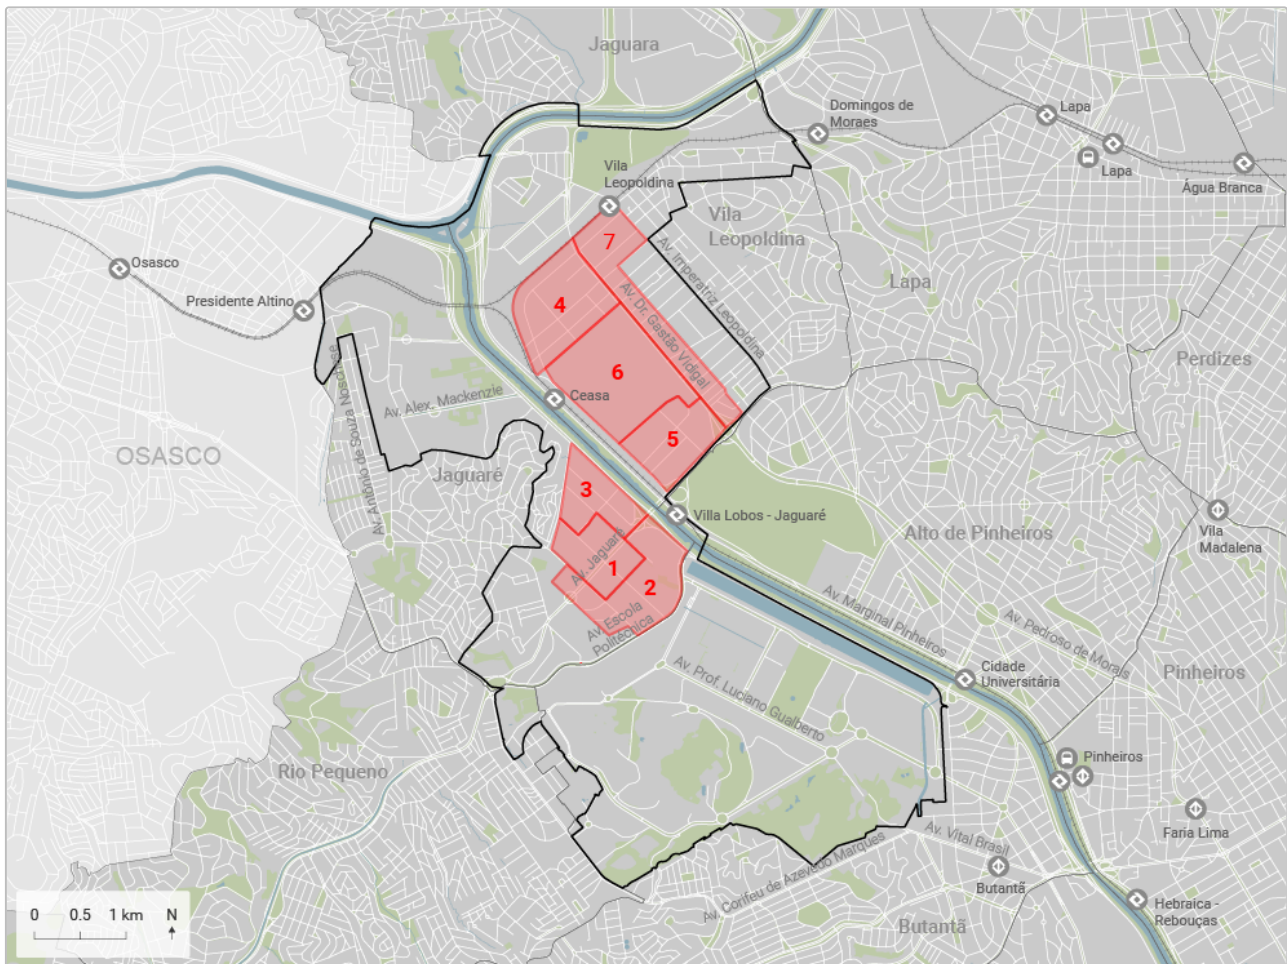 Jaguara
Domingos de
Moraes
Lapa
Lapa
Água Branca
Vila
Leopoldina
Vila
Leopoldina
7
Av. Imperatriz Leopoldina
Lapa
Osasco
Presidente Altino
4
Av. Dr. Gastão Vidigal
Perdizes
6
Ceasa
Av. Alex. Mackenzie
Av. Antônio de Souza Noschese
5
OSASCO
Jaguaré
3
Villa Lobos - Jaguaré
Alto de Pinheiros
Vila
Madalena
Av. Jaguaré
1
2
Av. Escola
Politécnica
Av. Marginal Pinheiros
Av. Pedroso de Morais
Cidade
Universitária
Pinheiros
Av. Prof. Luciano Gualberto
Rio Pequeno
Pinheiros
Faria Lima
Av. Vital Brasil
Av. Corifeu de Azevedo Marques
Butantã
Butantã
Hebraica -
Rebouças
0 0.5 1 km N